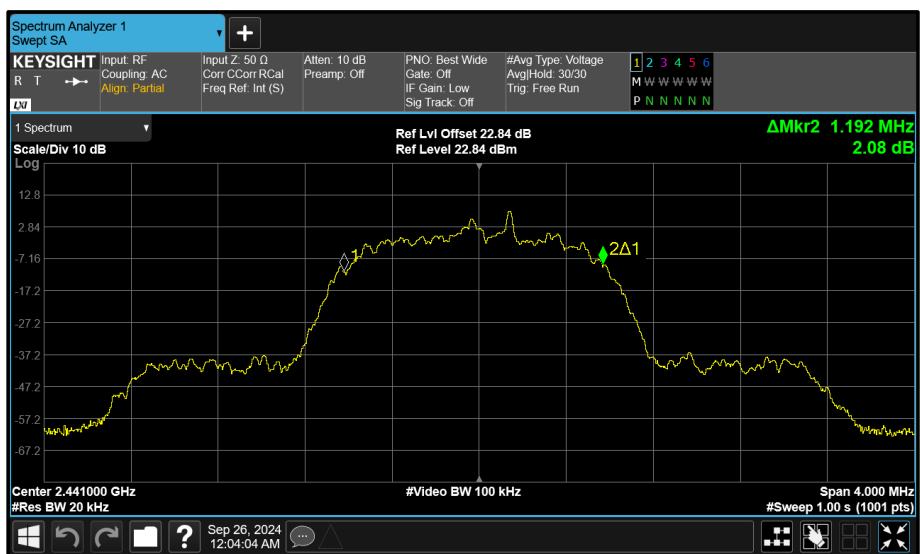 Spectrum Analyzer 1
Swept SA
KEYSIGHT
R T
LXI
Input: RF
Coupling: AC
Align: Partial
Input Z: 50 Ω
Corr CCorr RCal
Freq Ref: Int (S)
Atten: 10 dB
Preamp: Off
PNO: Best Wide
Gate: Off
IF Gain: Low
Sig Track: Off
#Avg Type: Voltage
Avg|Hold: 30/30
Trig: Free Run
1 2 3 4 5 6
M W W W W W
P N N N N N
1 Spectrum
Scale/Div 10 dB
Ref Lvl Offset 22.84 dB
Ref Level 22.84 dBm
ΔMkr2 1.192 MHz
2.08 dB
Log
12.8
2.84
-7.16
-17.2
-27.2
-37.2
-47.2
-57.2
-67.2
1
2Δ1
Center 2.441000 GHz
#Res BW 20 kHz
#Video BW 100 kHz
Span 4.000 MHz
#Sweep 1.00 s (1001 pts)
?
Sep 26, 2024
12:04:04 AM